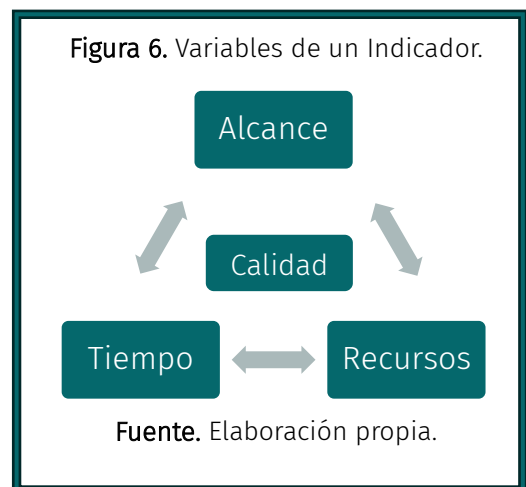 Figura 6. Variables de un Indicador.
Alcance
Calidad
Tiempo
Recursos
Fuente. Elaboración propia.